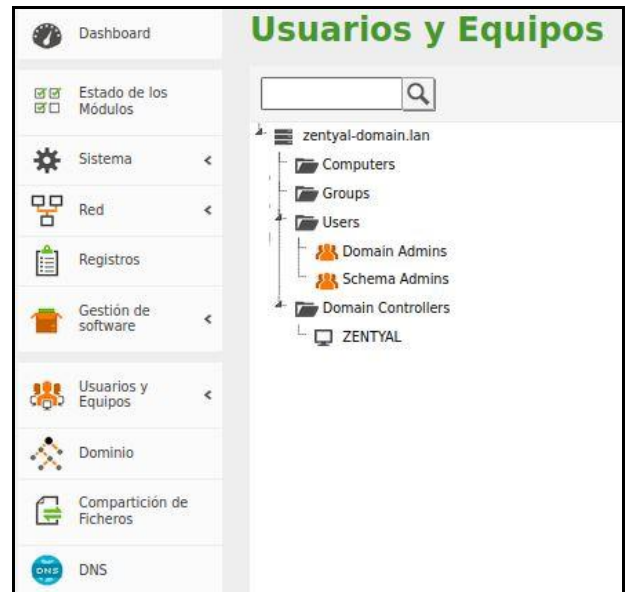 Dashboard
Estado de los
Módulos
Sistema
Red
Registros
Gestión de
software
Usuarios y
Equipos
Dominio
Compartición de
Ficheros
DNS
DNS
Usuarios y Equipos
zentyal-domain.lan
Computers
Groups
Users
Domain Admins
Schema Admins
Domain Controllers
ZENTYAL